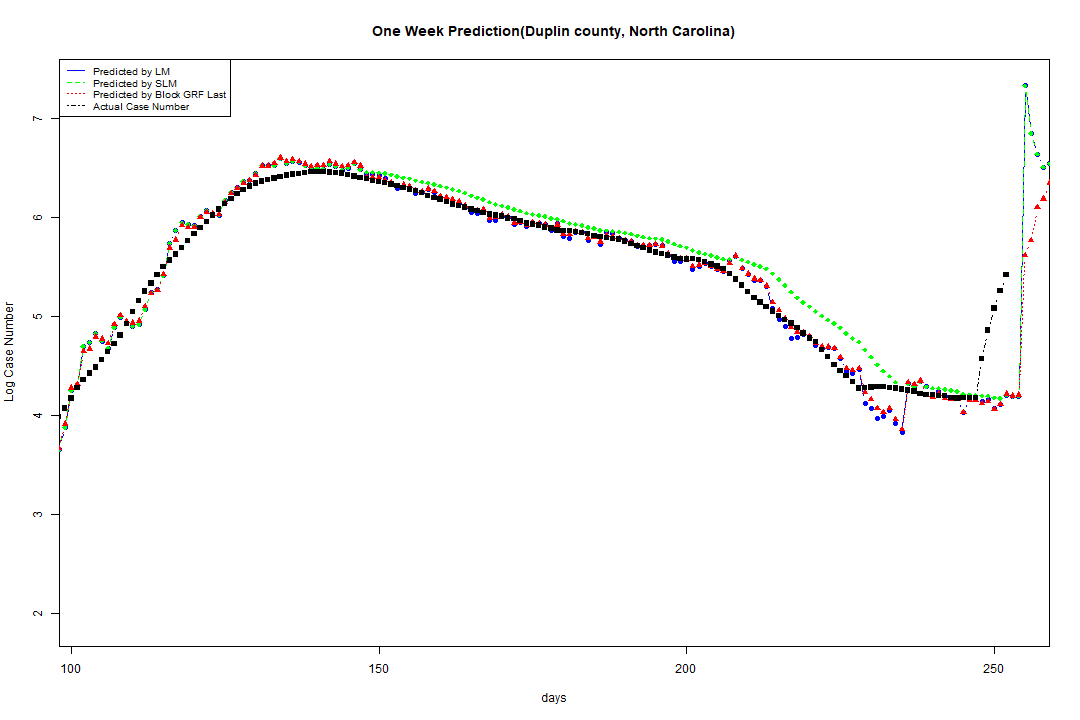 One Week Prediction(Duplin county, North Carolina)
Predicted by LM
Predicted by SLM
Predicted by Block GRF Last
Actual Case Number
Log Case Number
7
6
5
4
3
2
100 150 200 250
days